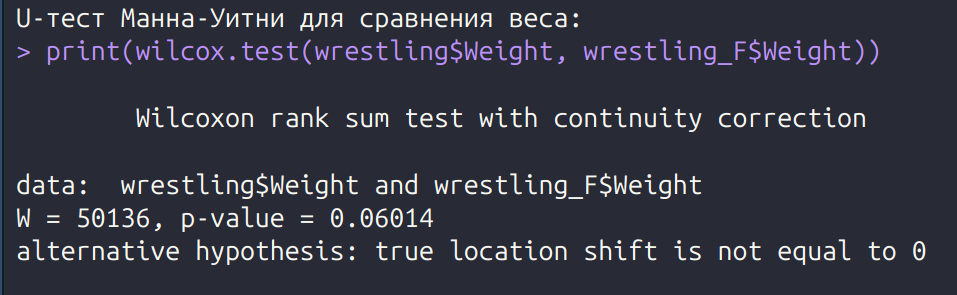 U-тест Манна-Уитни для сравнения веса:
> print(wilcox.test(wrestling$Weight, wrestling_F$Weight))
Wilcoxon rank sum test with continuity correction
data:  wrestling$Weight and wrestling_F$Weight
W = 50136, p-value = 0.06014
alternative hypothesis: true location shift is not equal to 0